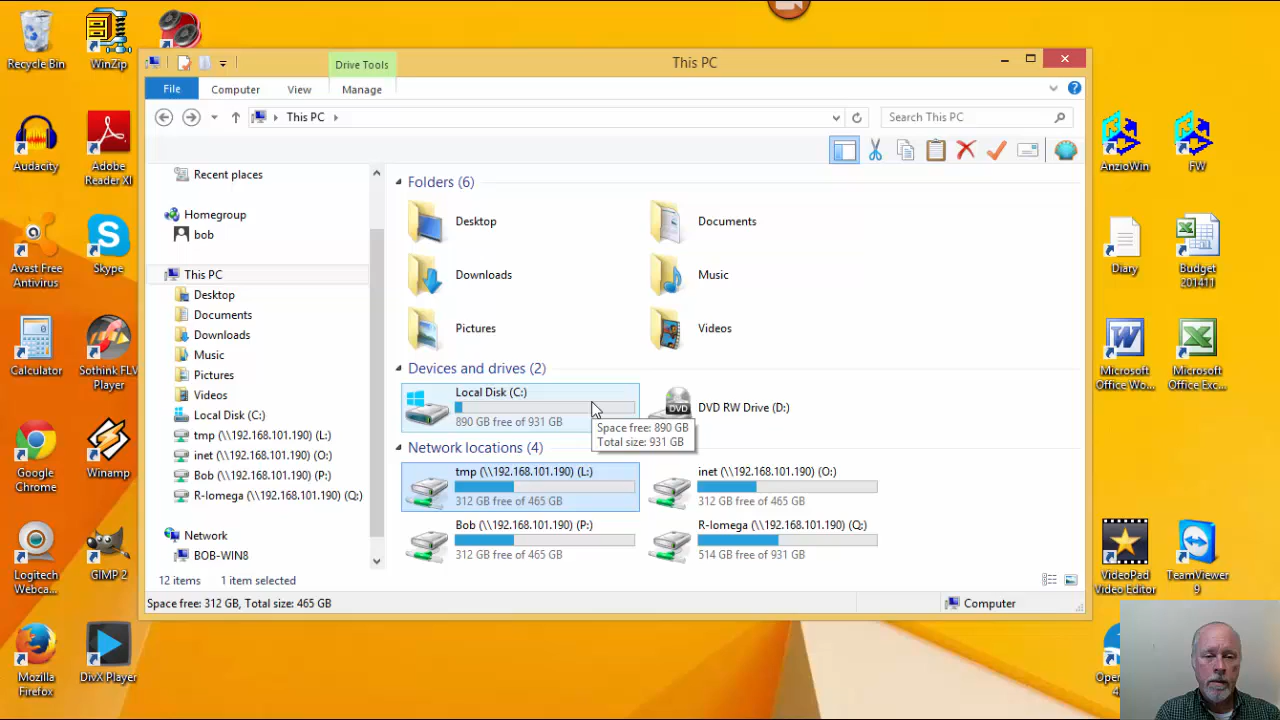 Recycle Bin
WinZip
Audacity
Adobe
Reader XI
Avast Free
Antivirus
Skype
Calculator
Sothink FLV
Player
Google
Chrome
Winamp
Logitech
Webca...
GIMP 2
Mozilla
Firefox
DivX Player
Drive Tools
This PC
File
Computer
View
Manage
This PC
Search This PC
Recent places
Homegroup
bob
This PC
Desktop
Documents
Downloads
Music
Pictures
Videos
Local Disk (C:)
tmp (\\192.168.101.190) (L:)
inet (\\192.168.101.190) (O:)
Bob (\\192.168.101.190) (P:)
R-Iomega (\\192.168.101.190) (Q:)
Network
BOB-WIN8
Folders (6)
Desktop
Documents
Downloads
Music
Pictures
Videos
Devices and drives (2)
Local Disk (C:)
890 GB free of 931 GB
DVD
DVD RW Drive (D:)
Space free: 890 GB
Total size: 931 GB
Network locations (4)
tmp (\\192.168.101.190) (L:)
312 GB free of 465 GB
inet (\\192.168.101.190) (O:)
312 GB free of 465 GB
Bob (\\192.168.101.190) (P:)
312 GB free of 465 GB
R-Iomega (\\192.168.101.190) (Q:)
514 GB free of 931 GB
12 items
1 item selected
Space free: 312 GB, Total size: 465 GB
Computer
AnzioWin
FW
Diary
Budget
201411
Microsoft
Office Wo...
Microsoft
Office Exc...
VideoPad
Video Editor
TeamViewer
9